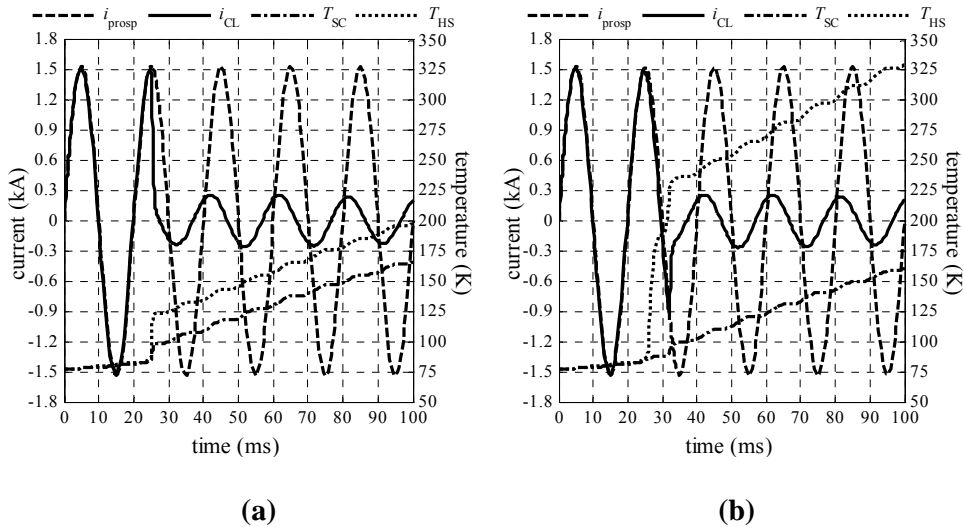 i_prosp i_CL T_SC T_HS
1.8 1.5 1.2 0.9 0.6 0.3 0 -0.3 -0.6 -0.9 -1.2 -1.5 -1.8
current (kA)
350 325 300 275 250 225 200 175 150 125 100 75 50
temperature (K)
0 10 20 30 40 50 60 70 80 90 100
time (ms)
(a)
i_prosp i_CL T_SC T_HS
1.8 1.5 1.2 0.9 0.6 0.3 0 -0.3 -0.6 -0.9 -1.2 -1.5 -1.8
current (kA)
350 325 300 275 250 225 200 175 150 125 100 75 50
temperature (K)
0 10 20 30 40 50 60 70 80 90 100
time (ms)
(b)